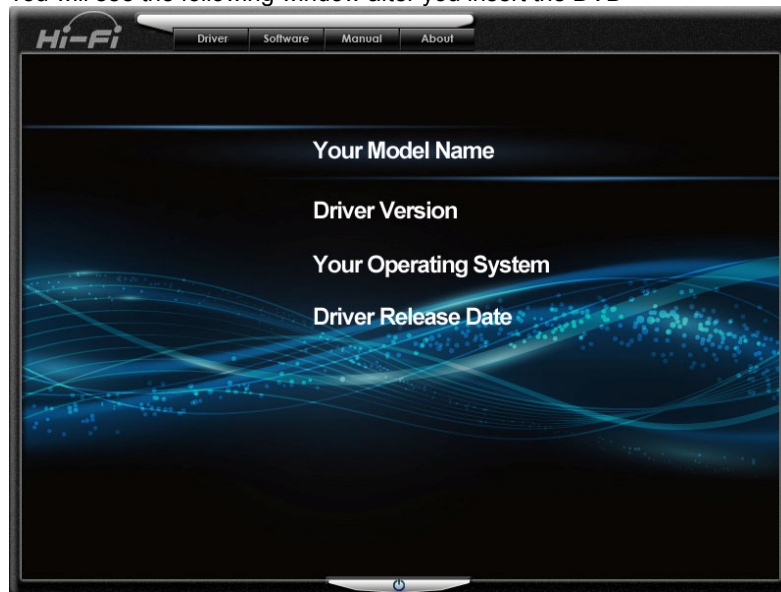 You will see the following window after you insert the DVD
Hi-Fi
Driver Software Manual About
Your Model Name
Driver Version
Your Operating System
Driver Release Date